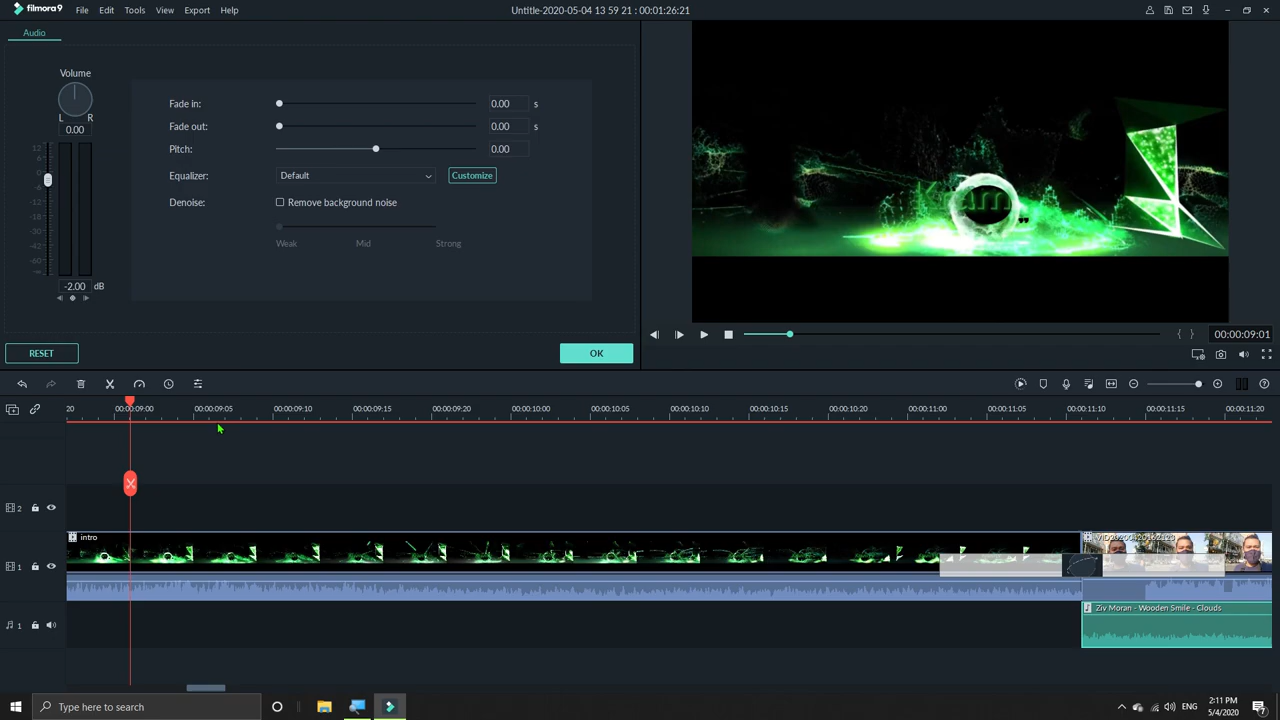 filmora9 File Edit Tools View Export Help Untitle-2020-05-04 13 59 21 : 00:01:26:21
Audio
Volume
L R
0.00
12
6
0
-6
-12
-18
-30
-42
-60
-∞
-2.00 dB
Fade in: 0.00 s
Fade out: 0.00 s
Pitch: 0.00
Equalizer: Default Customize
Denoise: Remove background noise
Weak Mid Strong
RESET OK
00:00:09:01
20 00:00:09:00 00:00:09:05 00:00:09:10 00:00:09:15 00:00:09:20 00:00:10:00 00:00:10:05 00:00:10:10 00:00:10:15 00:00:10:20 00:00:11:00 00:00:11:05 00:00:11:10 00:00:11:15 00:00:11:20
2
intro
1
Ziv Moran - Wooden Smile - Clouds
1
Type here to search
ENG
2:11 PM
5/4/2020
7